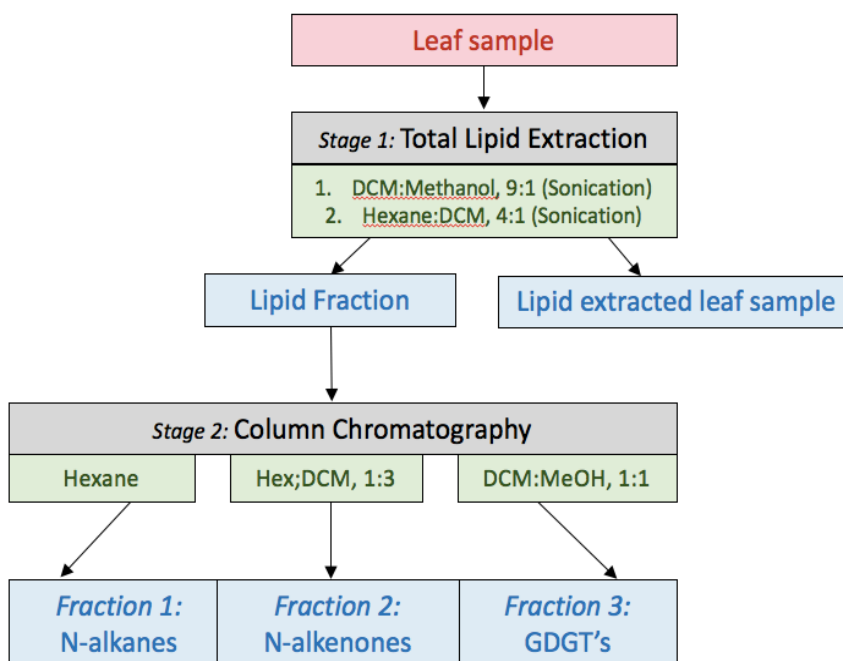 Leaf sample
Stage 1: Total Lipid Extraction
1. DCM:Methanol, 9:1 (Sonication)
2. Hexane:DCM, 4:1 (Sonication)
Lipid Fraction
Lipid extracted leaf sample
Stage 2: Column Chromatography
Hexane
Hex;DCM, 1:3
DCM:MeOH, 1:1
Fraction 1:
N-alkanes
Fraction 2:
N-alkenones
Fraction 3:
GDGT's